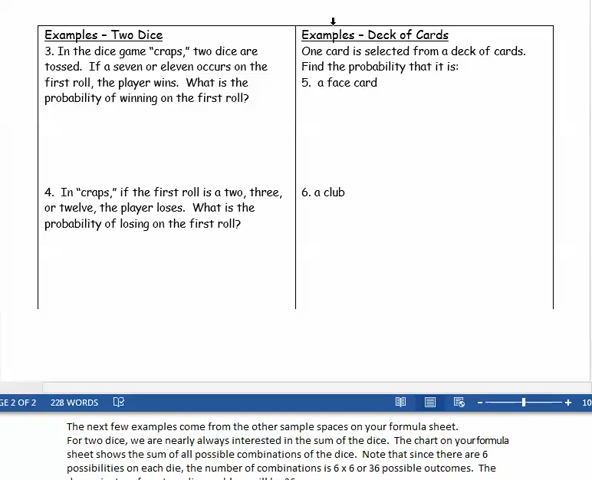 Examples – Two Dice
3. In the dice game “craps,” two dice are
tossed. If a seven or eleven occurs on the
first roll, the player wins. What is the
probability of winning on the first roll?
4. In “craps,” if the first roll is a two, three,
or twelve, the player loses. What is the
probability of losing on the first roll?
Examples – Deck of Cards
One card is selected from a deck of cards.
Find the probability that it is:
5. a face card
6. a club
GE 2 OF 2 228 WORDS 10
The next few examples come from the other sample spaces on your formula sheet.
For two dice, we are nearly always interested in the sum of the dice. The chart on your formula
sheet shows the sum of all possible combinations of the dice. Note that since there are 6
possibilities on each die, the number of combinations is 6 x 6 or 36 possible outcomes. The